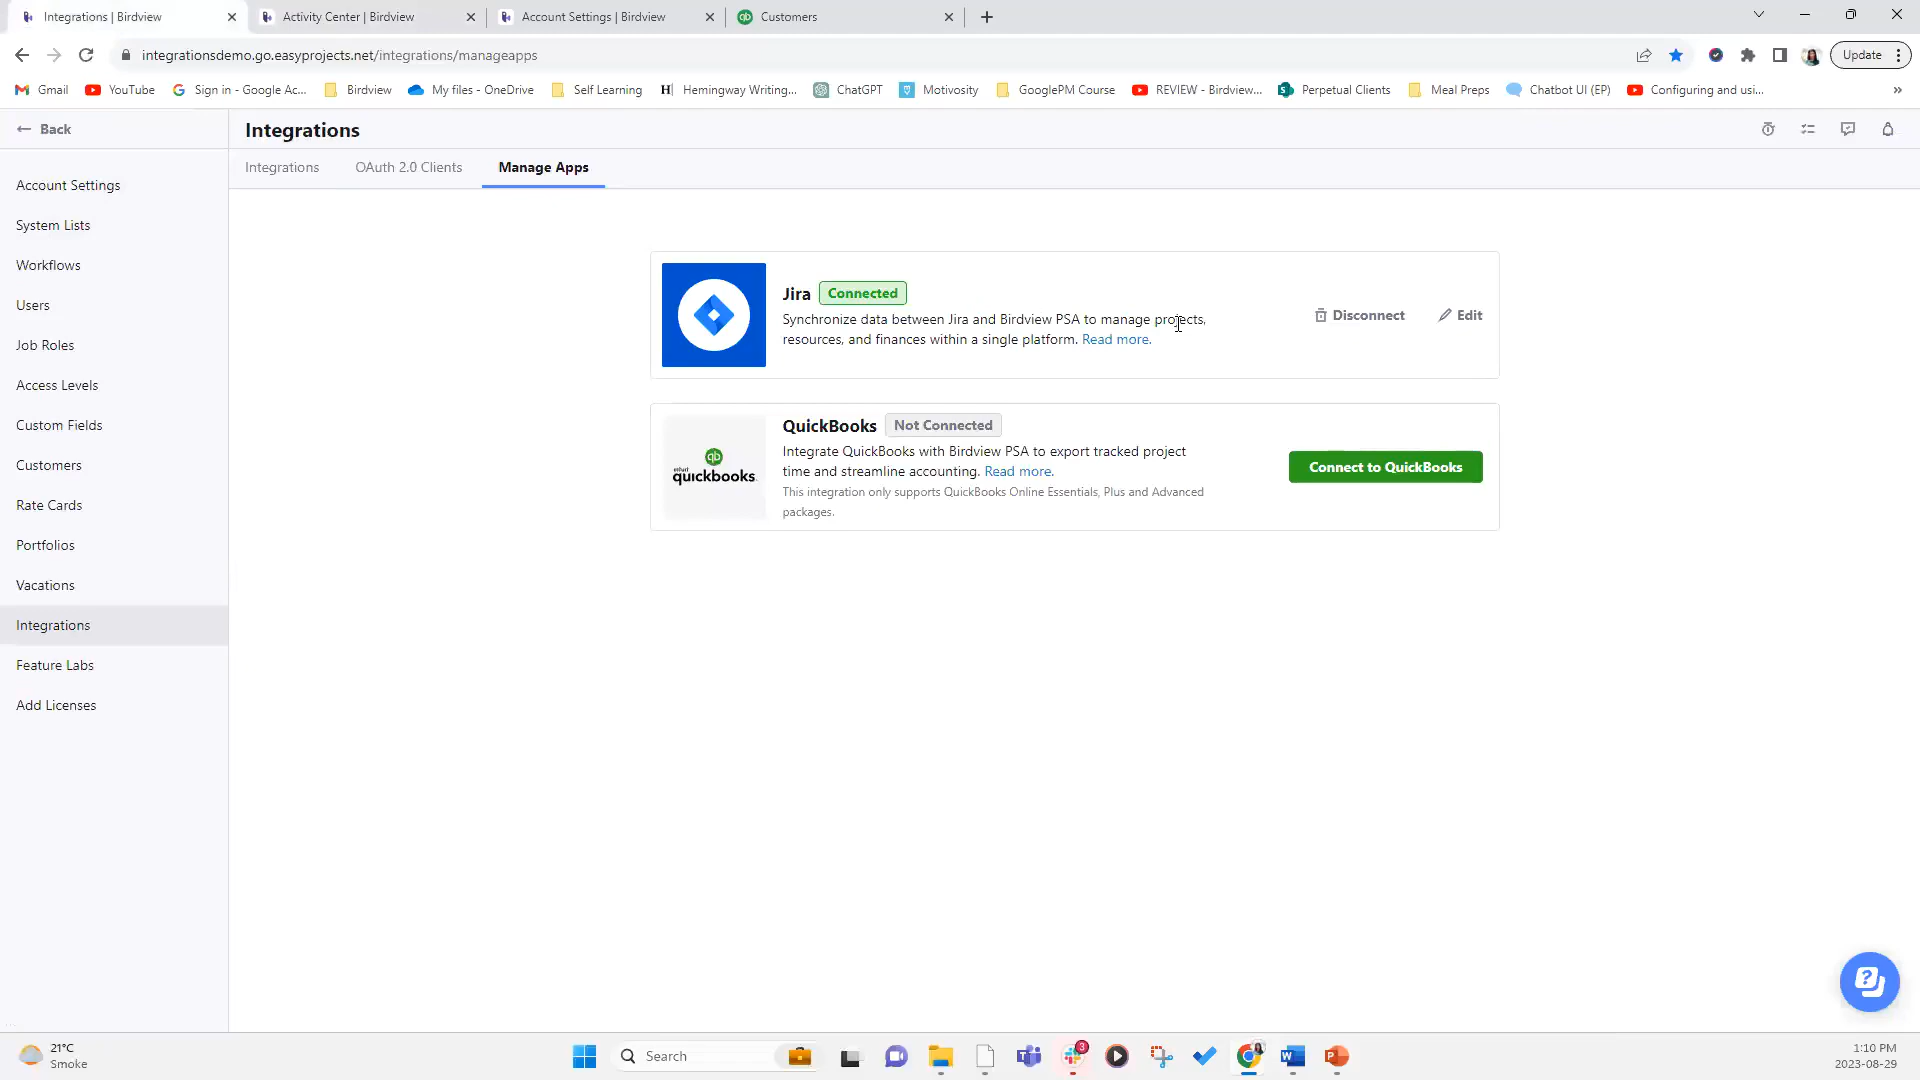 Integrations | Birdview
Activity Center | Birdview
Account Settings | Birdview
qb
Customers
integrationsdemo.go.easyprojects.net/integrations/manageapps
Update
Gmail
YouTube
Sign in - Google Ac...
Birdview
My files - OneDrive
Self Learning
H
Hemingway Writing...
ChatGPT
Motivosity
GooglePM Course
REVIEW - Birdview...
Perpetual Clients
Meal Preps
Chatbot UI (EP)
Configuring and usi...
Back
Integrations
Integrations
OAuth 2.0 Clients
Manage Apps
Account Settings
System Lists
Workflows
Users
Job Roles
Access Levels
Custom Fields
Customers
Rate Cards
Portfolios
Vacations
Integrations
Feature Labs
Add Licenses
Jira
Connected
Synchronize data between Jira and Birdview PSA to manage projects,
resources, and finances within a single platform. Read more.
Disconnect
Edit
qb
intuit
quickbooks.
QuickBooks
Not Connected
Integrate QuickBooks with Birdview PSA to export tracked project
time and streamline accounting. Read more.
This integration only supports QuickBooks Online Essentials, Plus and Advanced
packages.
Connect to QuickBooks
21°C
Smoke
Search
3
1:10 PM
2023-08-29